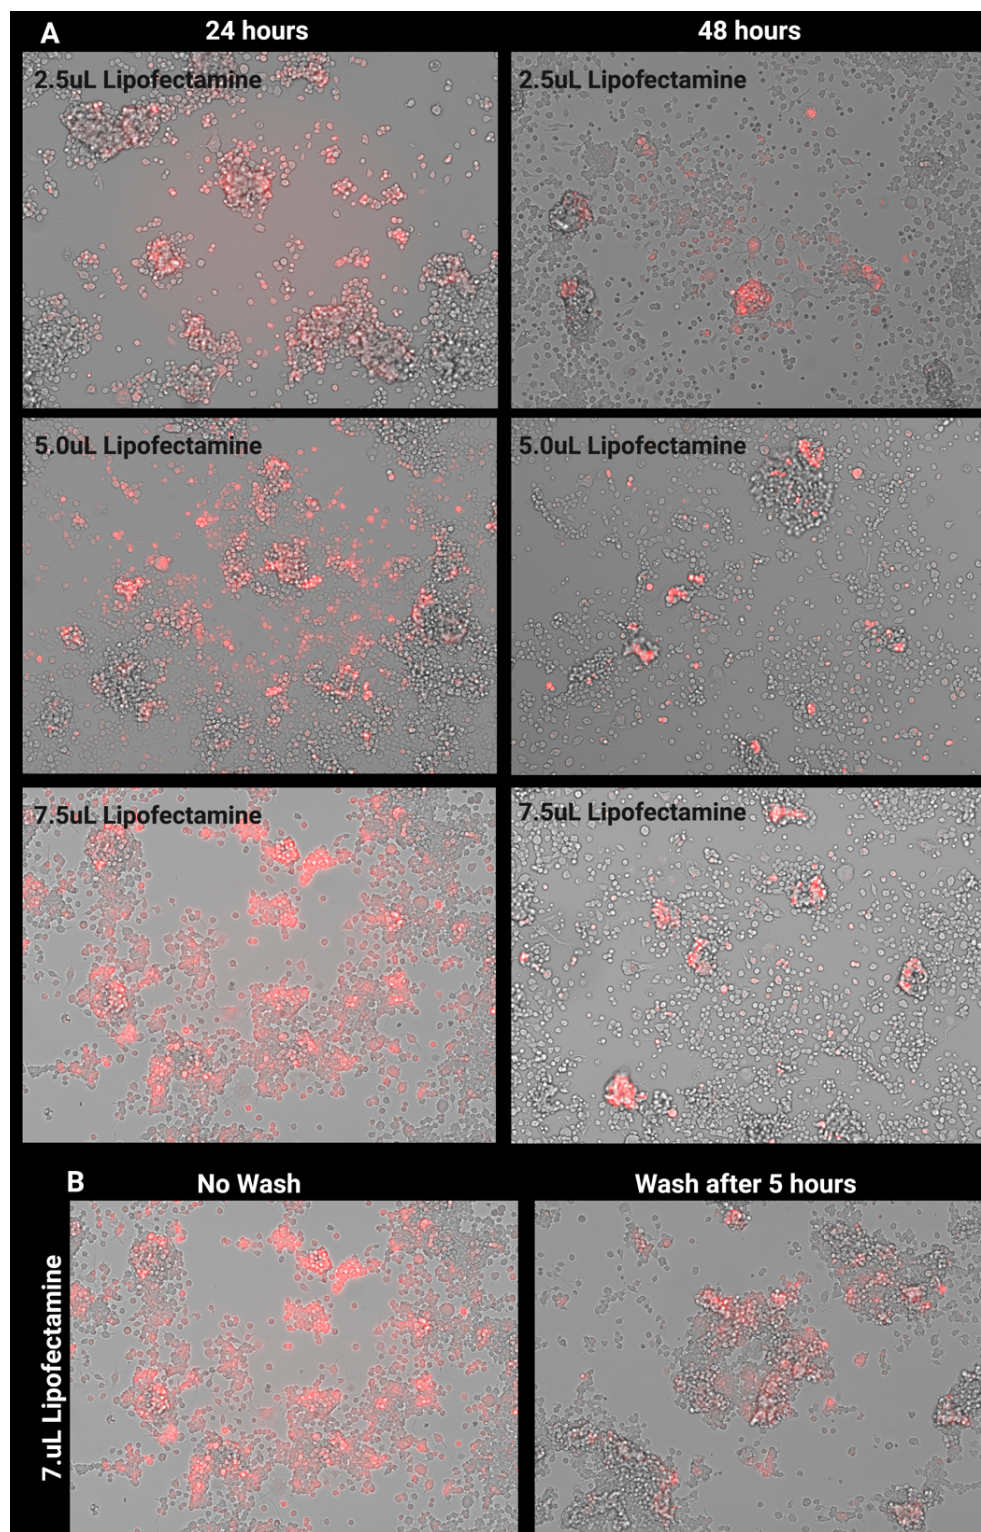 A
24 hours
48 hours
2.5uL Lipofectamine
2.5uL Lipofectamine
5.0uL Lipofectamine
5.0uL Lipofectamine
7.5uL Lipofectamine
7.5uL Lipofectamine
B
No Wash
Wash after 5 hours
7.uL Lipofectamine